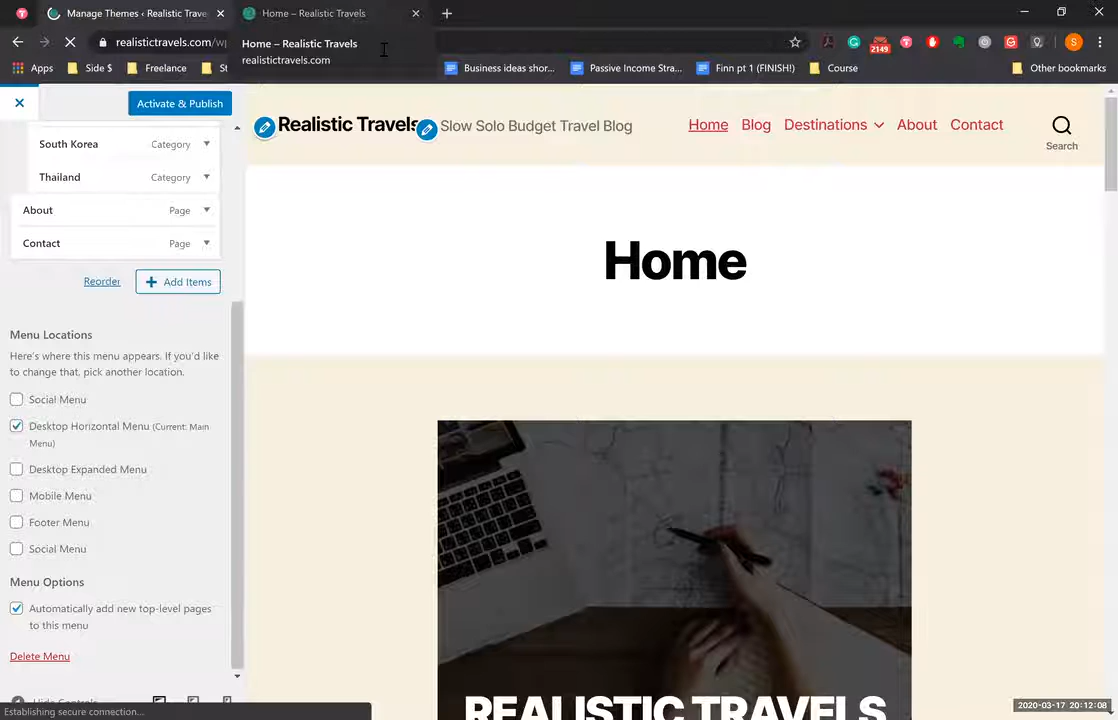 Manage Themes ‹ Realistic Trave
Home – Realistic Travels
realistictravels.com/wp
Home – Realistic Travels
realistictravels.com
2149
S
Apps
Side $
Freelance
St
Business ideas shor...
Passive Income Stra...
Finn pt 1 (FINISH!)
Course
Other bookmarks
Activate & Publish
South Korea Category
Thailand Category
About Page
Contact Page
Reorder
Add Items
Menu Locations
Here's where this menu appears. If you'd like
to change that, pick another location.
Social Menu
Desktop Horizontal Menu (Current: Main
Menu)
Desktop Expanded Menu
Mobile Menu
Footer Menu
Social Menu
Menu Options
Automatically add new top-level pages
to this menu
Delete Menu
Hide Controls
Establishing secure connection...
Realistic Travels
Slow Solo Budget Travel Blog
Home Blog Destinations About Contact
Search
Home
REALISTIC TRAVELS
2020-03-17 20:12:08